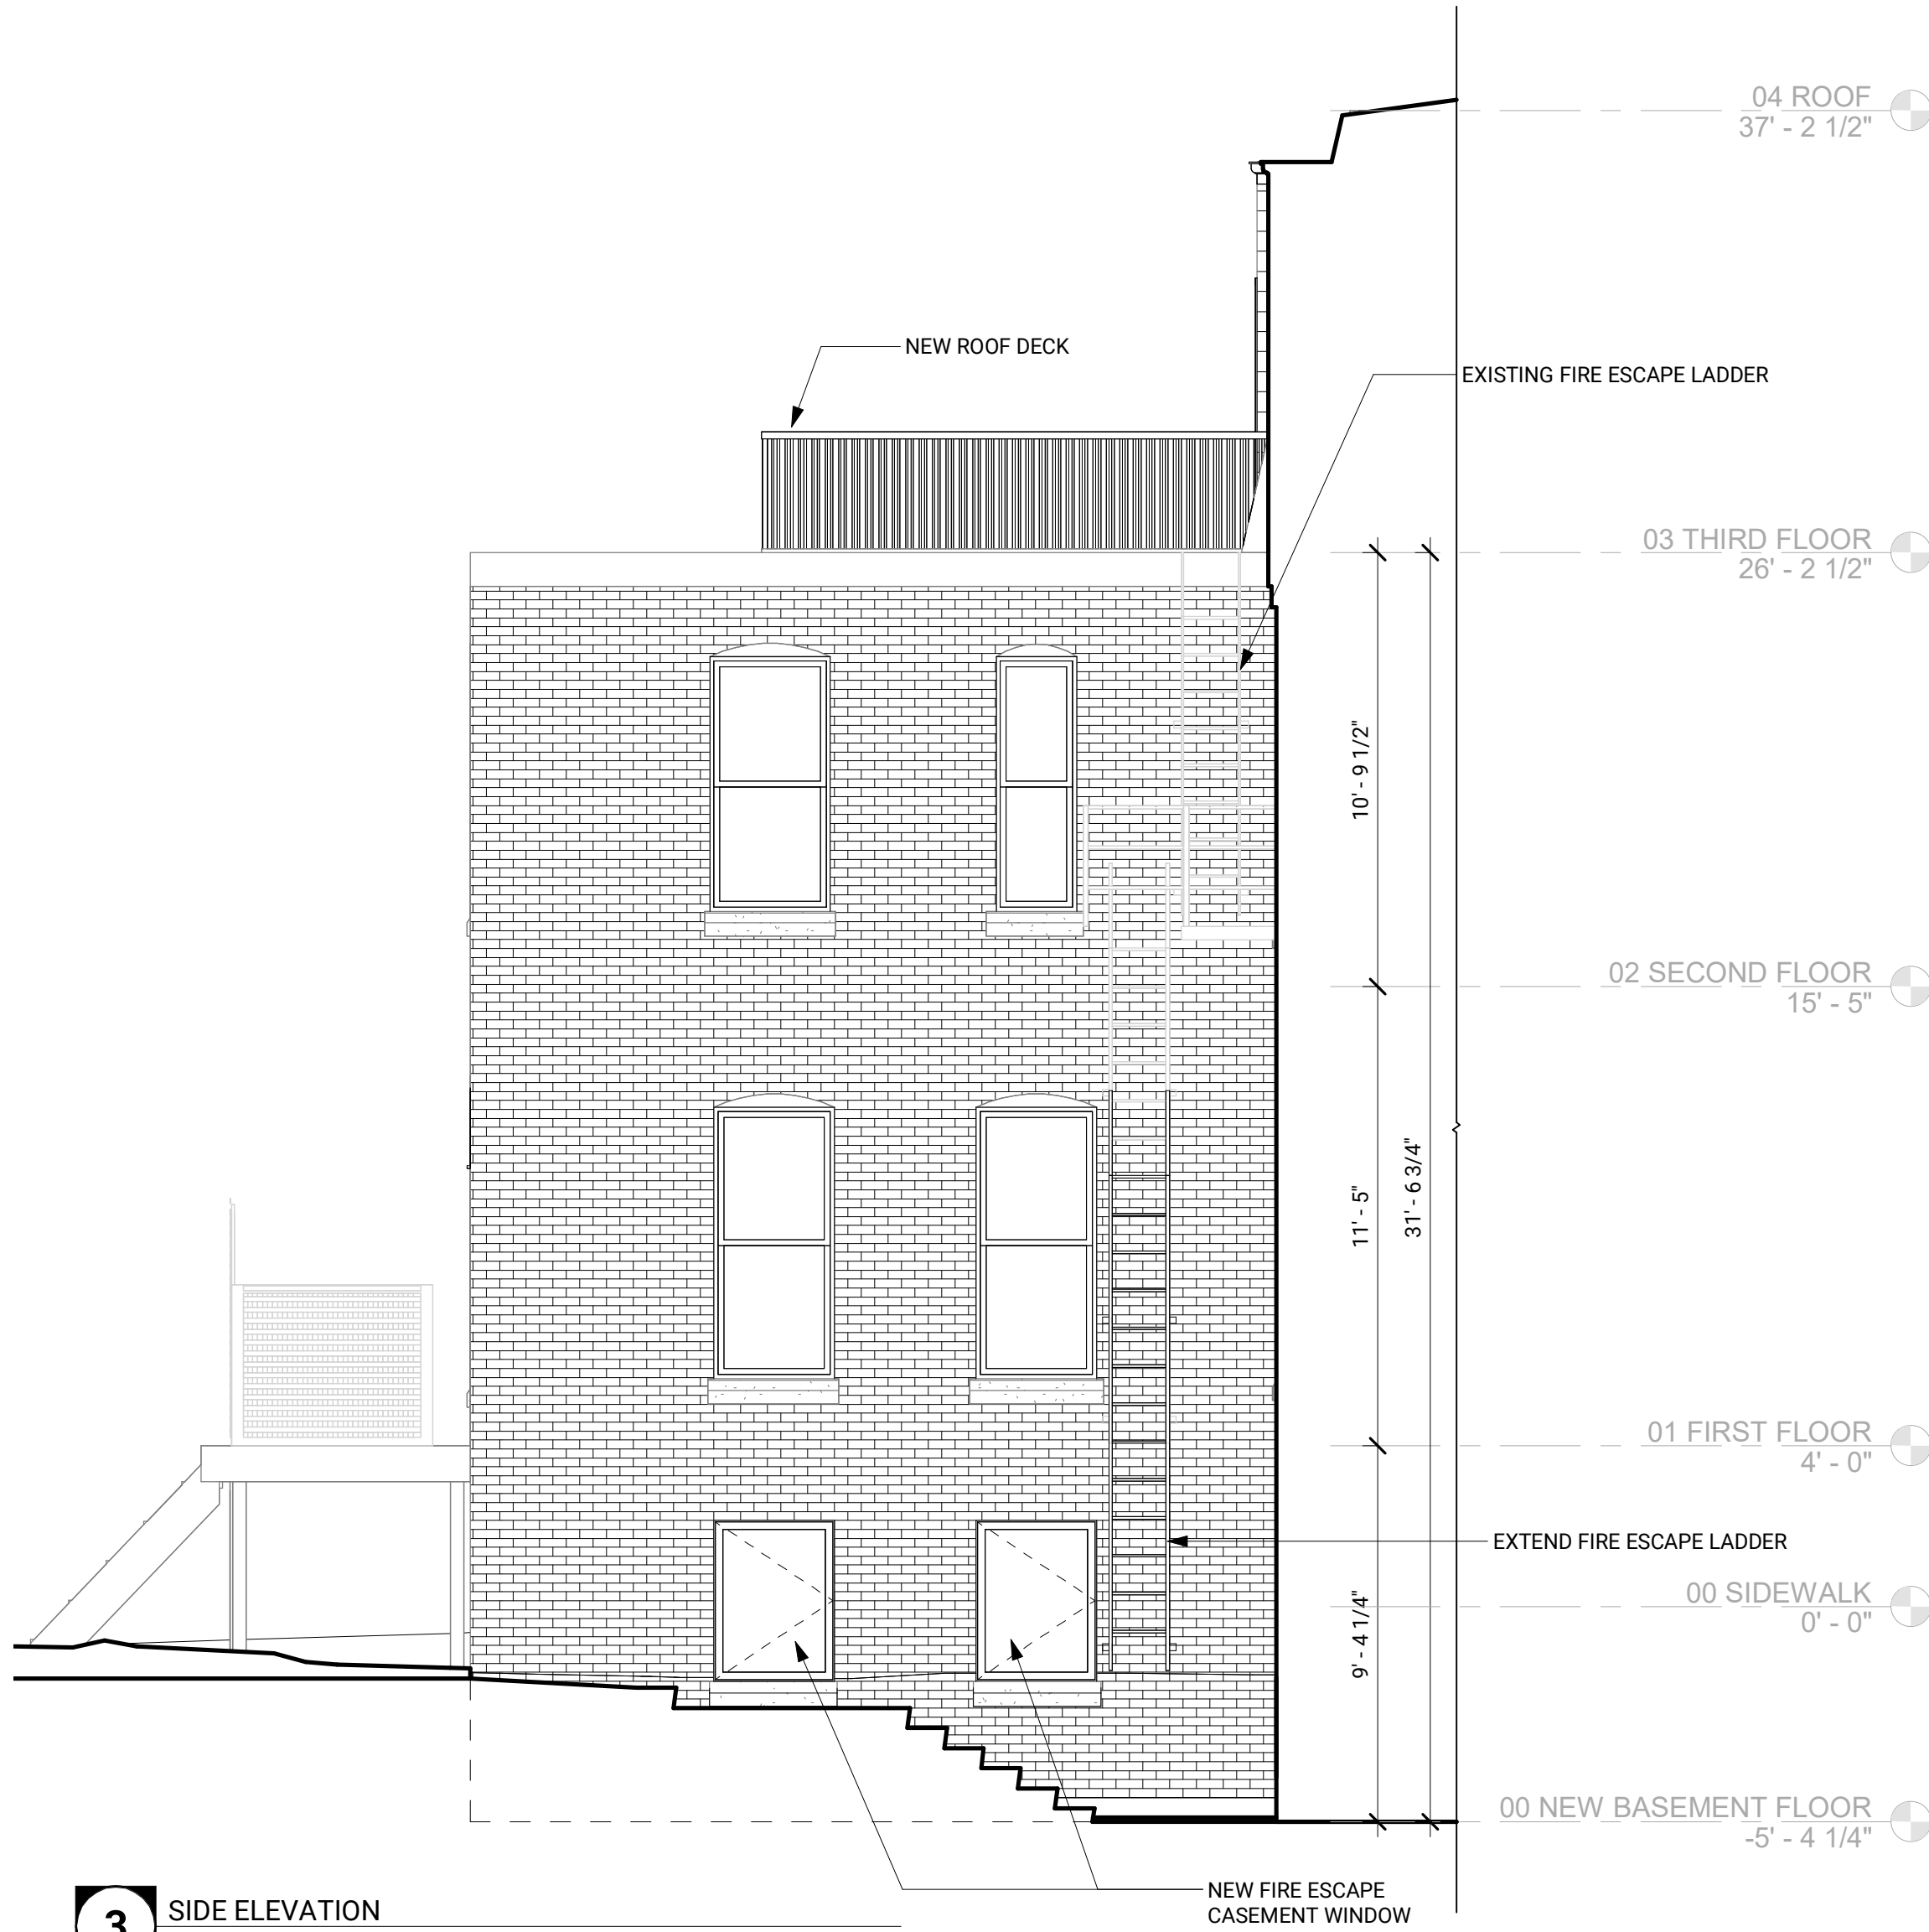 04 ROOF
37' - 2 1/2"
NEW ROOF DECK
EXISTING FIRE ESCAPE LADDER
03 THIRD FLOOR
26' - 2 1/2"
10' - 9 1/2"
02 SECOND FLOOR
15' - 5"
11' - 5"
31' - 6 3/4"
01 FIRST FLOOR
4' - 0"
EXTEND FIRE ESCAPE LADDER
00 SIDEWALK
0' - 0"
9' - 4 1/4"
00 NEW BASEMENT FLOOR
-5' - 4 1/4"
NEW FIRE ESCAPE
CASEMENT WINDOW
3
SIDE ELEVATION